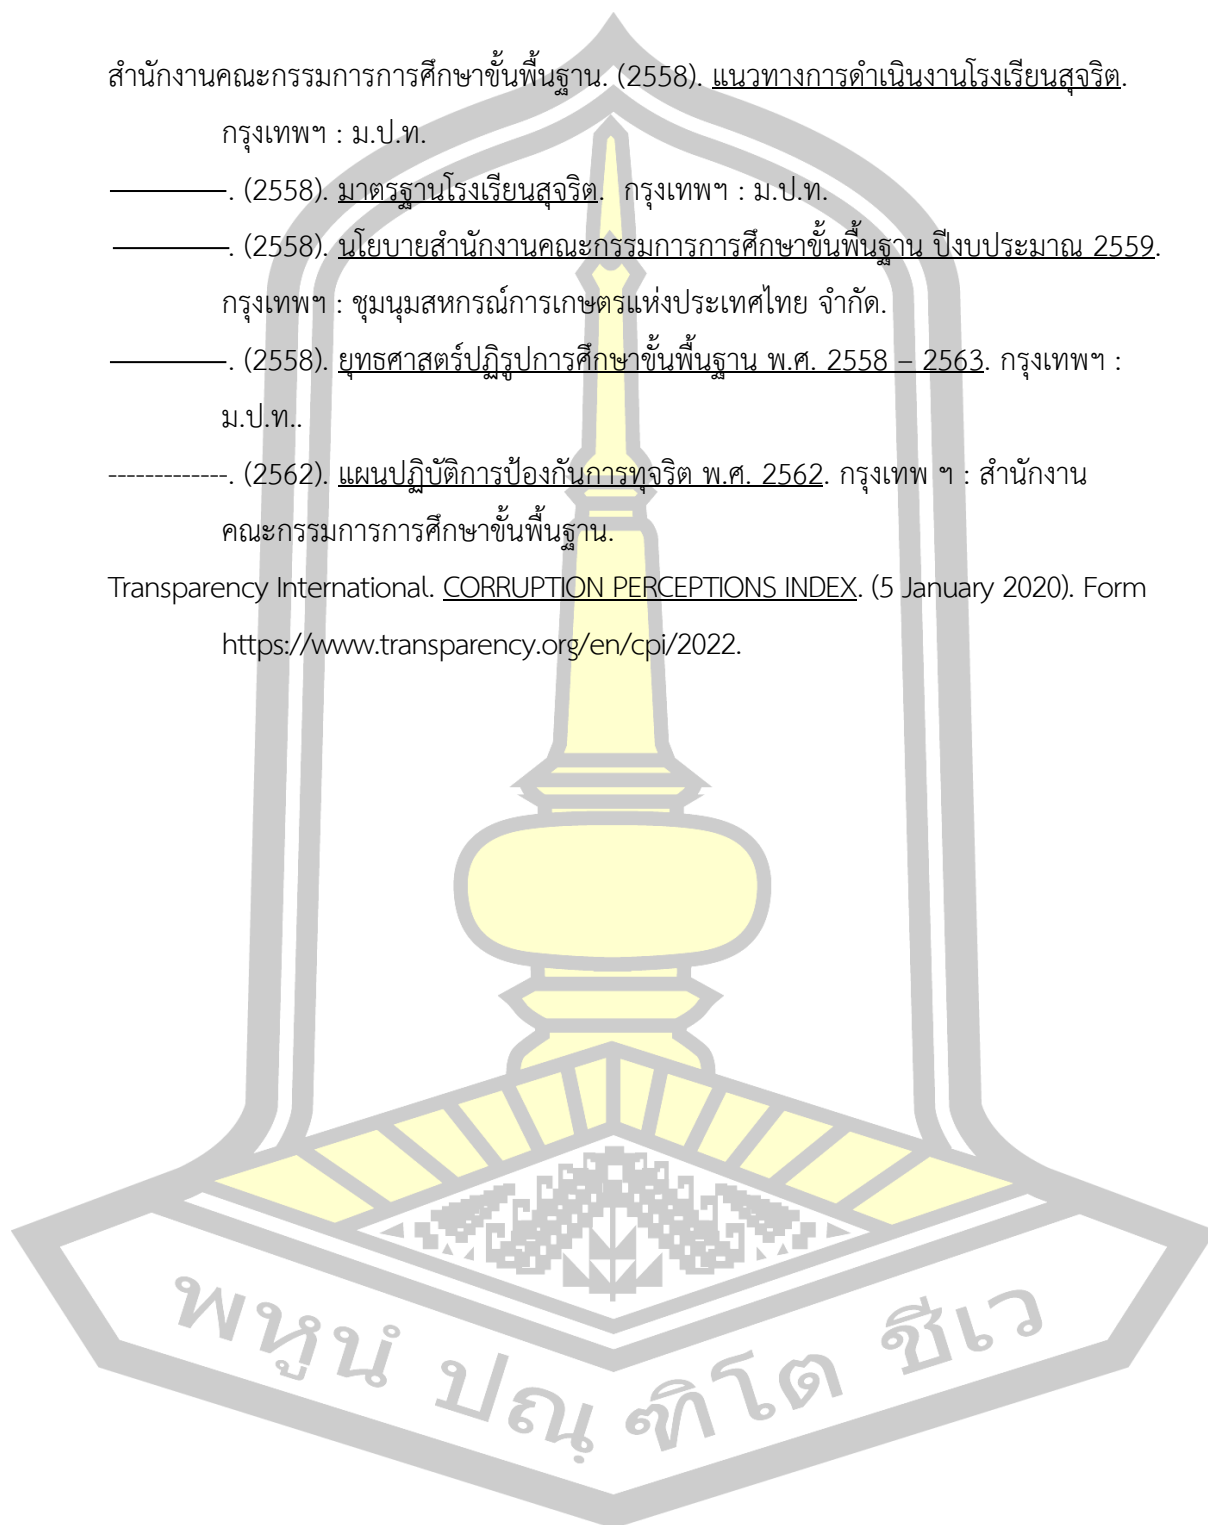 สำนักงานคณะกรรมการการศึกษาขั้นพื้นฐาน. (2558). แนวทางการดำเนินงานโรงเรียนสุจริต.
กรุงเทพฯ : ม.ป.ท.
————. (2558). มาตรฐานโรงเรียนสุจริต. กรุงเทพฯ : ม.ป.ท.
————. (2558). นโยบายสำนักงานคณะกรรมการการศึกษาขั้นพื้นฐาน ปีงบประมาณ 2559.
กรุงเทพฯ : ชุมนุมสหกรณ์การเกษตรแห่งประเทศไทย จำกัด.
————. (2558). ยุทธศาสตร์ปฏิรูปการศึกษาขั้นพื้นฐาน พ.ศ. 2558 – 2563. กรุงเทพฯ :
ม.ป.ท..
-------------. (2562). แผนปฏิบัติการป้องกันการทุจริต พ.ศ. 2562. กรุงเทพ ฯ : สำนักงาน
คณะกรรมการการศึกษาขั้นพื้นฐาน.
Transparency International. CORRUPTION PERCEPTIONS INDEX. (5 January 2020). Form
https://www.transparency.org/en/cpi/2022.
พหูนํ ปณฺฑิโต ชีเว